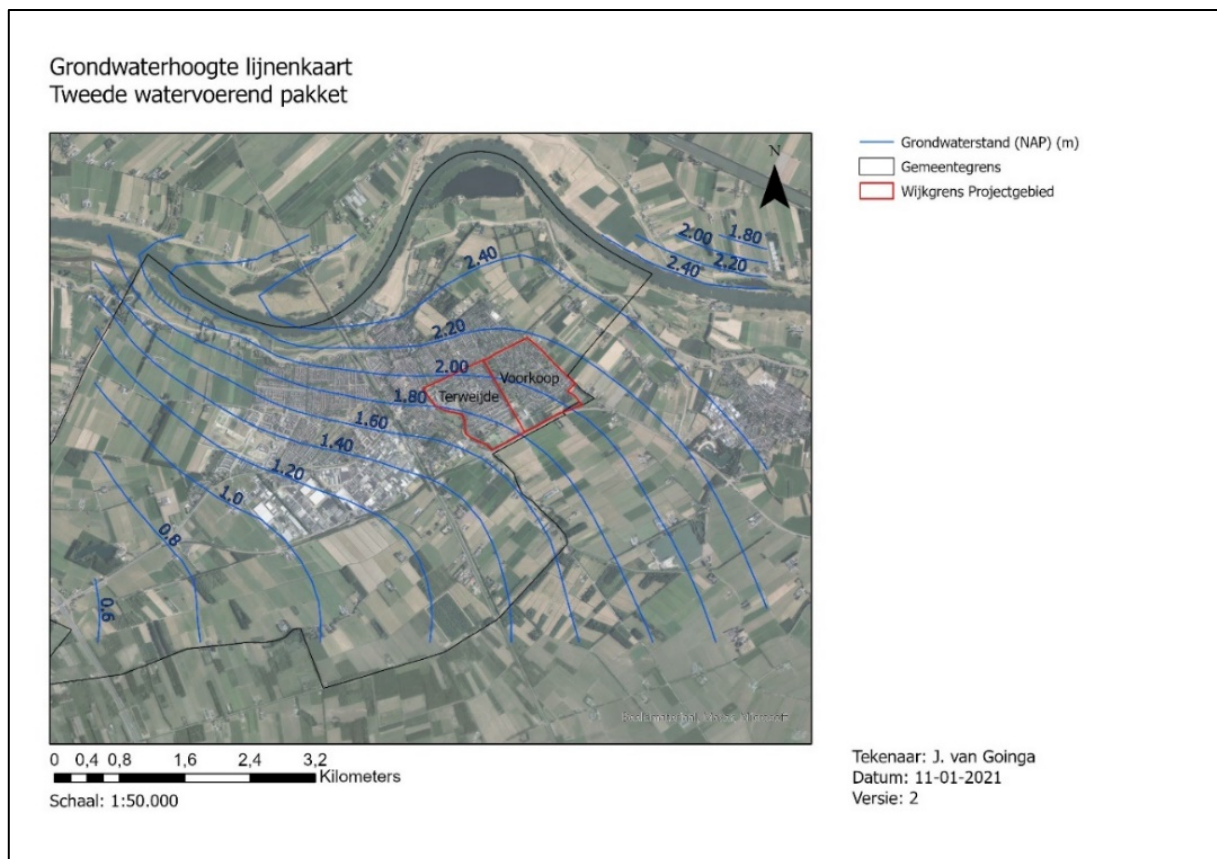 Grondwaterhoogte lijnenkaart
Tweede watervoerend pakket
N
Grondwaterstand (NAP) (m)
Gemeentegrens
Wijkgrens Projectgebied
2.40
2.00
1.80
2.40
2.20
2.20
2.00
Voorkoop
1.80
Terweijde
1.60
1.40
1.20
1.0
0.8
0.6
0 0,4 0,8 1,6 2,4 3,2
Kilometers
Schaal: 1:50.000
Tekenaar: J. van Goinga
Datum: 11-01-2021
Versie: 2